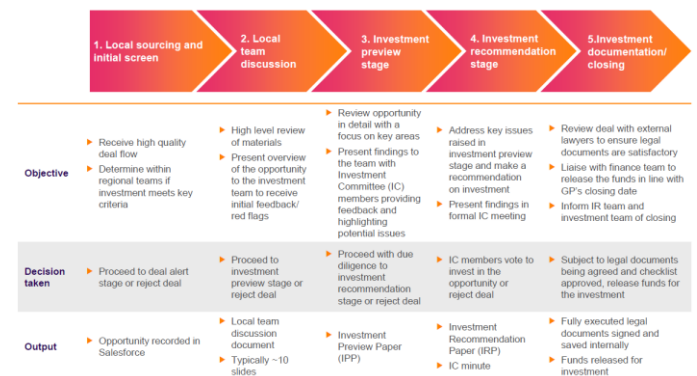 1. Local sourcing and
initial screen
2. Local
team
discussion
3. Investment
preview
stage
4. Investment
recommendation
stage
5.Investment
documentation/
closing
Objective
Receive high quality
deal flow
Determine within
regional teams if
investment meets key
criteria
High level review
of materials
Present overview
of the opportunity
to the investment
team to receive
initial feedback/
red flags
Review opportunity
in detail with a
focus on key areas
Present findings to
the team with
Investment
Committee (IC)
members providing
feedback and
highlighting
potential issues
Address key issues
raised in
investment preview
stage and make a
recommendation
on investment
Present findings in
formal IC meeting
Review deal with external
lawyers to ensure legal
documents are satisfactory
Liaise with finance team to
release the funds in line with
GP's closing date
Inform IR team and
investment team of closing
Decision
taken
Proceed to deal alert
stage or reject deal
Proceed to
investment
preview stage or
reject deal
Proceed with due
diligence to
investment
recommendation
stage or reject deal
IC members vote to
invest in the
opportunity or
reject deal
Subject to legal documents
being agreed and checklist
approved, release funds for
the investment
Output
Opportunity recorded in
Salesforce
Local team
discussion
document
Typically ~10
slides
Investment
Preview Paper
(IPP)
Investment
Recommendation
Paper (IRP)
IC minute
Fully executed legal
documents signed and
saved internally
Funds released for
investment